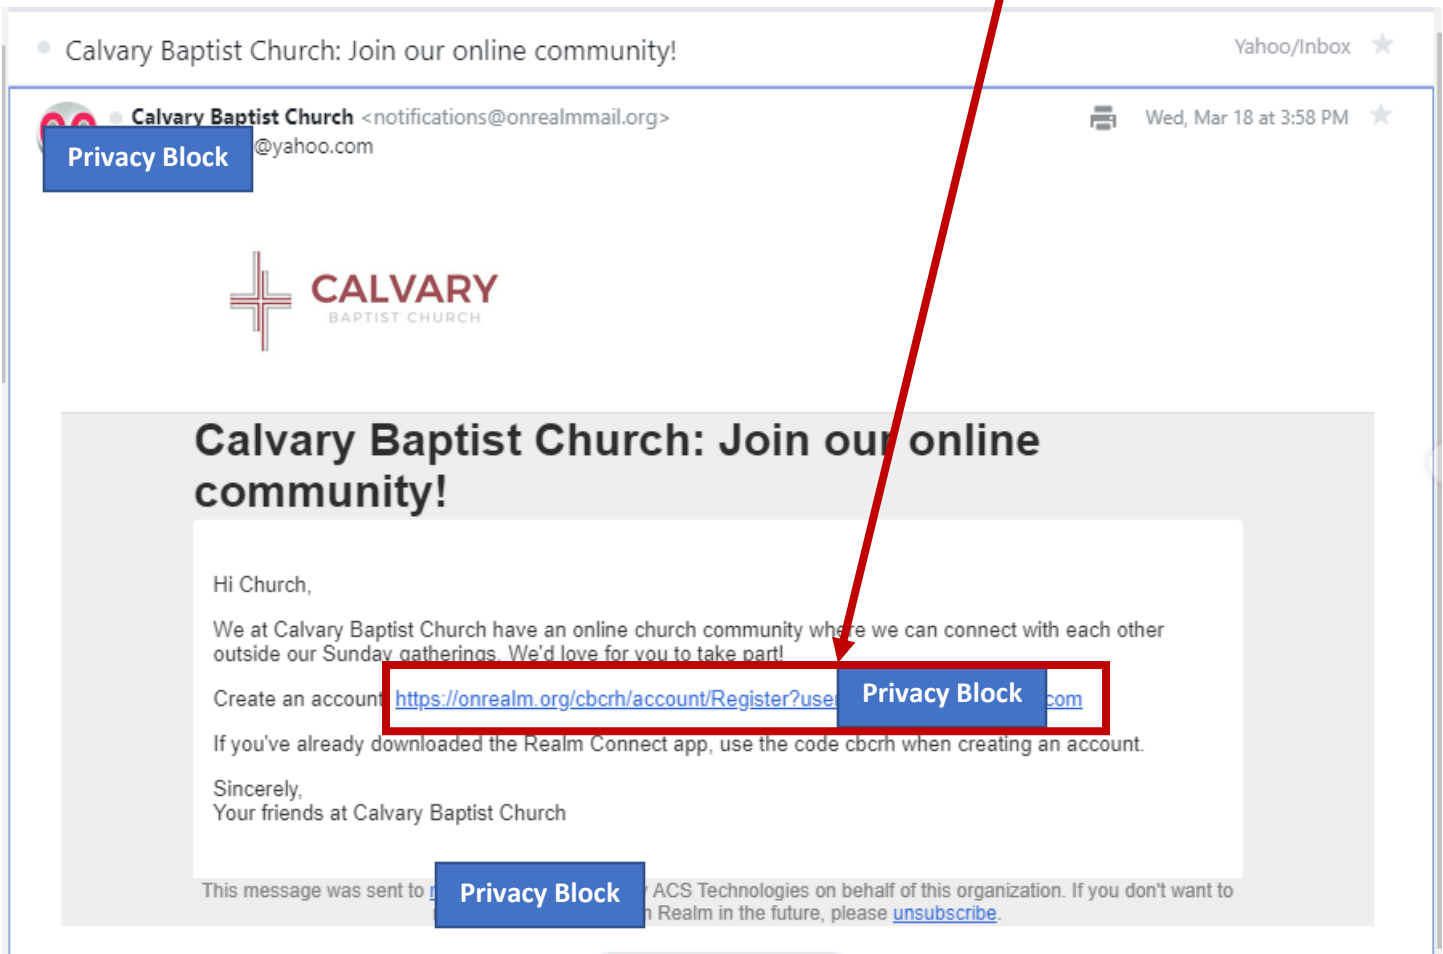 Calvary Baptist Church: Join our online community!
Yahoo/Inbox
Calvary Baptist Church <notifications@onrealmmail.org>
Wed, Mar 18 at 3:58 PM
Privacy Block @yahoo.com
CALVARY
BAPTIST CHURCH
Calvary Baptist Church: Join our online
community!
Hi Church,
We at Calvary Baptist Church have an online church community where we can connect with each other
outside our Sunday gatherings. We'd love for you to take part!
Create an account https://onrealm.org/cbcrh/account/Register?user Privacy Block com
If you've already downloaded the Realm Connect app, use the code cbcrh when creating an account.
Sincerely,
Your friends at Calvary Baptist Church
This message was sent to Privacy Block ACS Technologies on behalf of this organization. If you don't want to
Realm in the future, please unsubscribe.